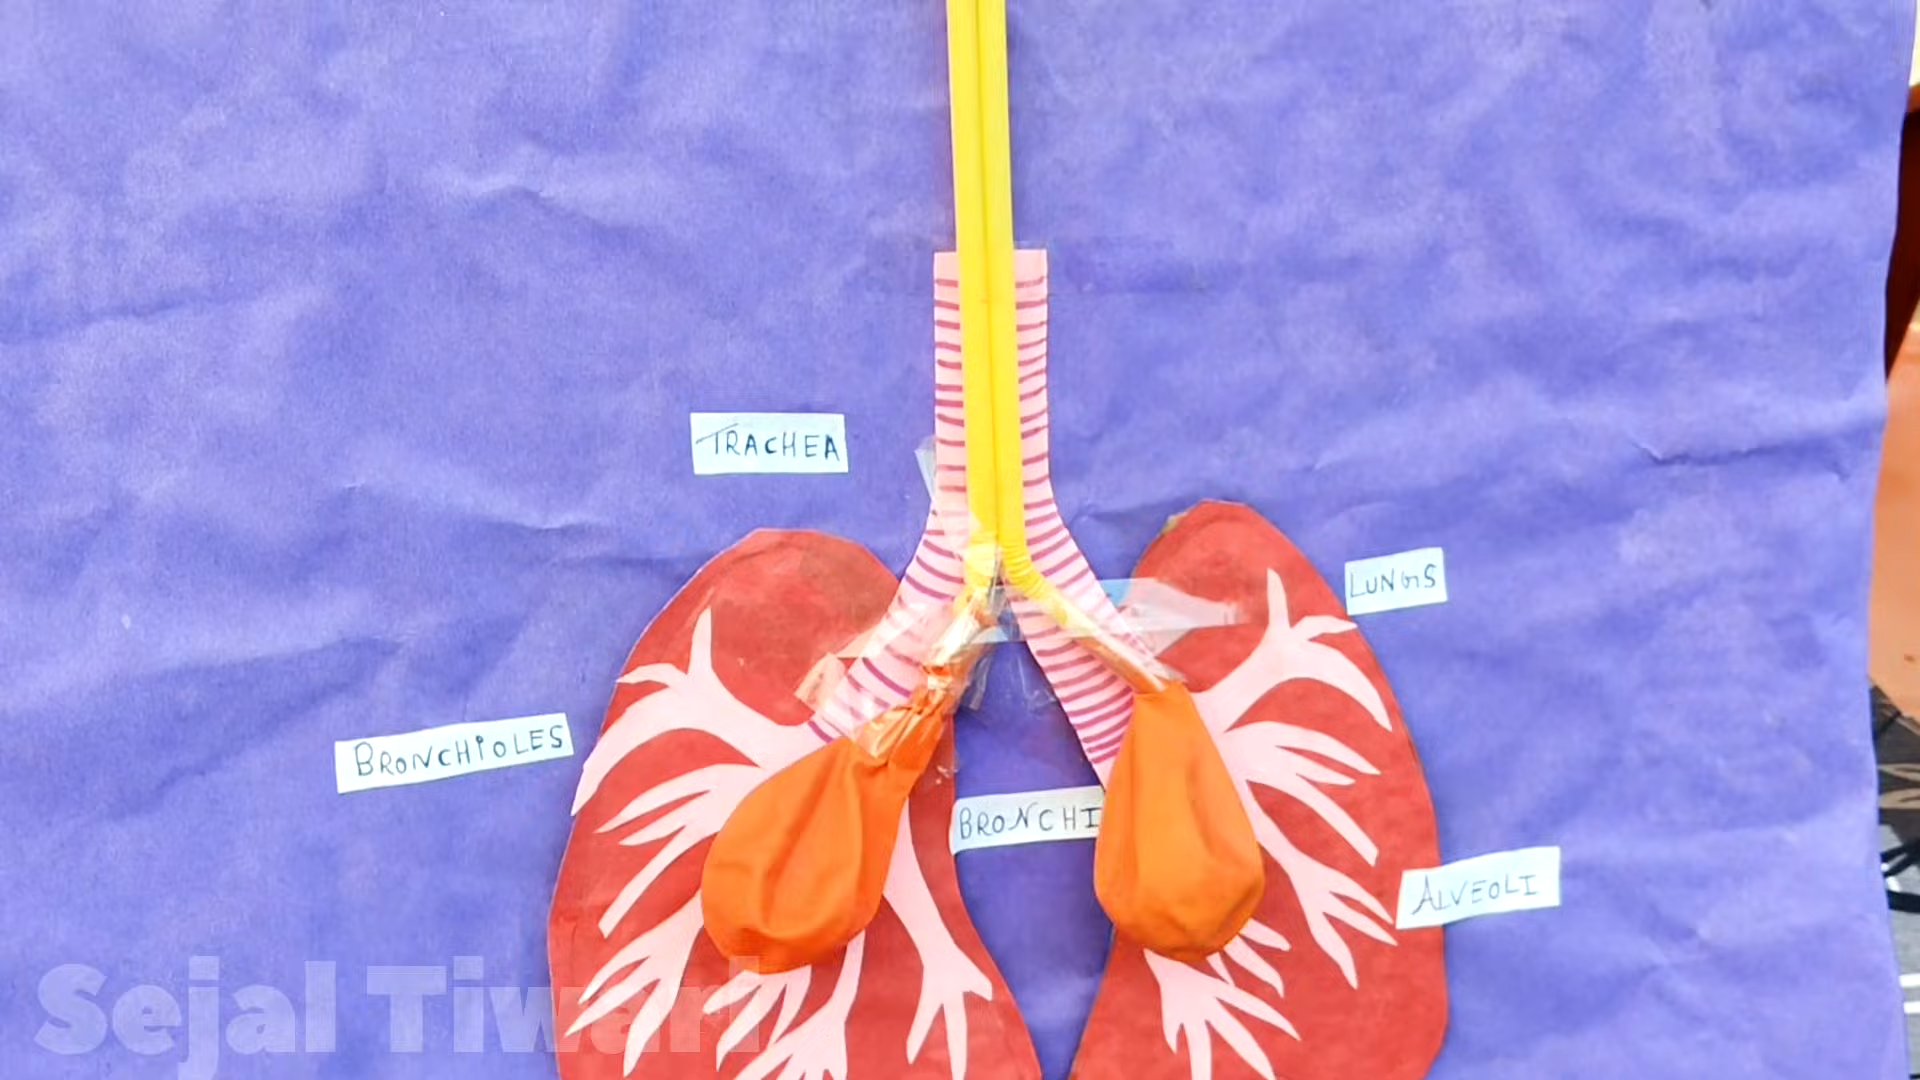 TRACHEA
LUNGS
BRONCHIOLES
BRONCHI
ALVEOLI
Sejal Tiwari